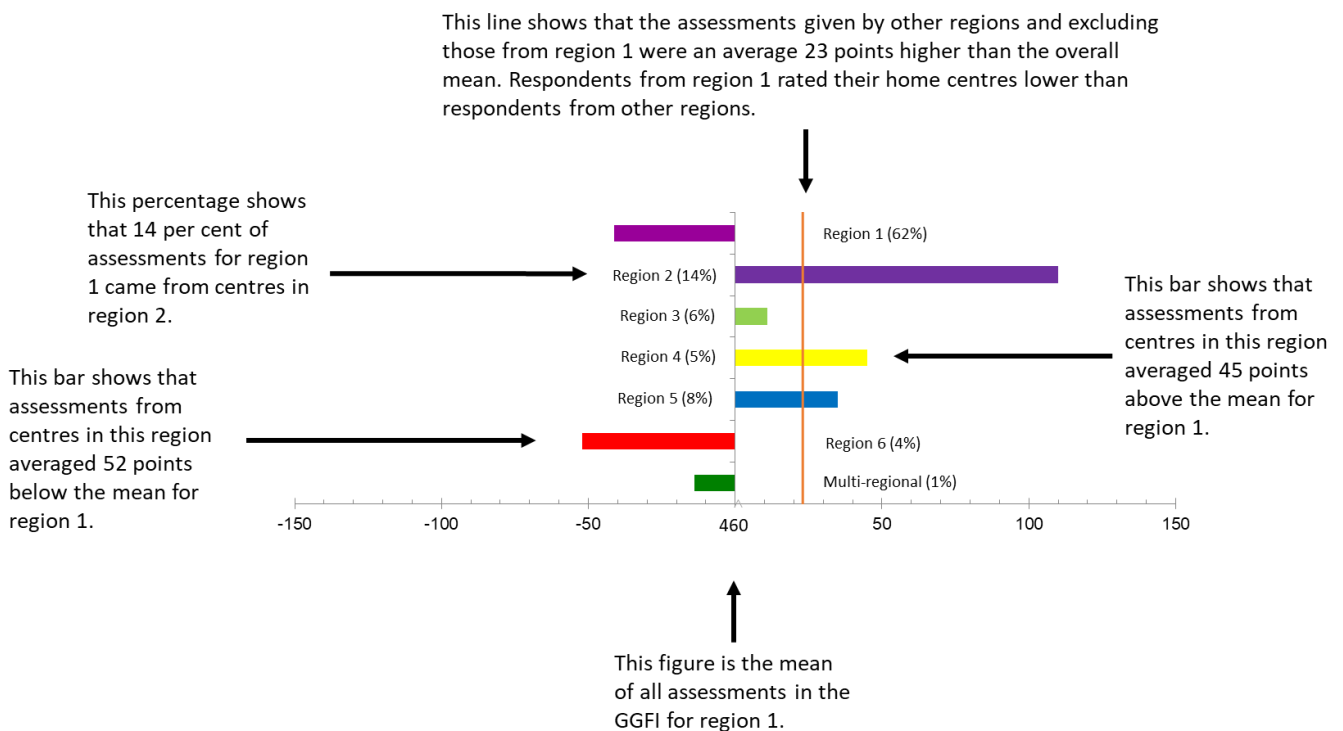 This line shows that the assessments given by other regions and excluding
those from region 1 were an average 23 points higher than the overall
mean. Respondents from region 1 rated their home centres lower than
respondents from other regions.
This percentage shows
that 14 per cent of
assessments for region
1 came from centres in
region 2.
This bar shows that
assessments from
centres in this region
averaged 52 points
below the mean for
region 1.
Region 1 (62%)
Region 2 (14%)
Region 3 (6%)
Region 4 (5%)
Region 5 (8%)
Region 6 (4%)
Multi-regional (1%)
This bar shows that
assessments from
centres in this region
averaged 45 points
above the mean for
region 1.
-150 -100 -50 460 50 100 150
This figure is the mean
of all assessments in the
GGFI for region 1.